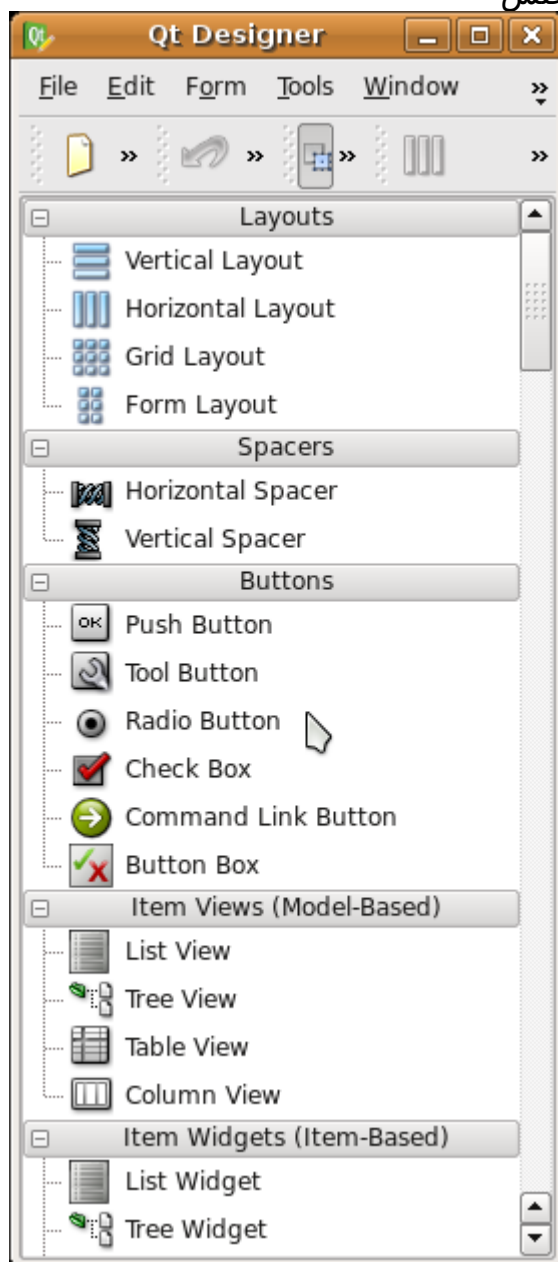 Qt Designer
File Edit Form Tools Window
Layouts
Vertical Layout
Horizontal Layout
Grid Layout
Form Layout
Spacers
Horizontal Spacer
Vertical Spacer
Buttons
OK Push Button
Tool Button
Radio Button
Check Box
Command Link Button
Button Box
Item Views (Model-Based)
List View
Tree View
Table View
Column View
Item Widgets (Item-Based)
List Widget
Tree Widget